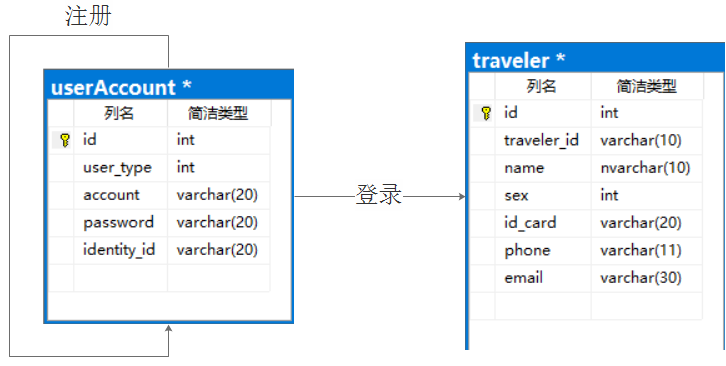 注册
userAccount *
列名 简洁类型
id int
user_type int
account varchar(20)
password varchar(20)
identity_id varchar(20)
登录
traveler *
列名 简洁类型
id int
traveler_id varchar(10)
name nvarchar(10)
sex int
id_card varchar(20)
phone varchar(11)
email varchar(30)